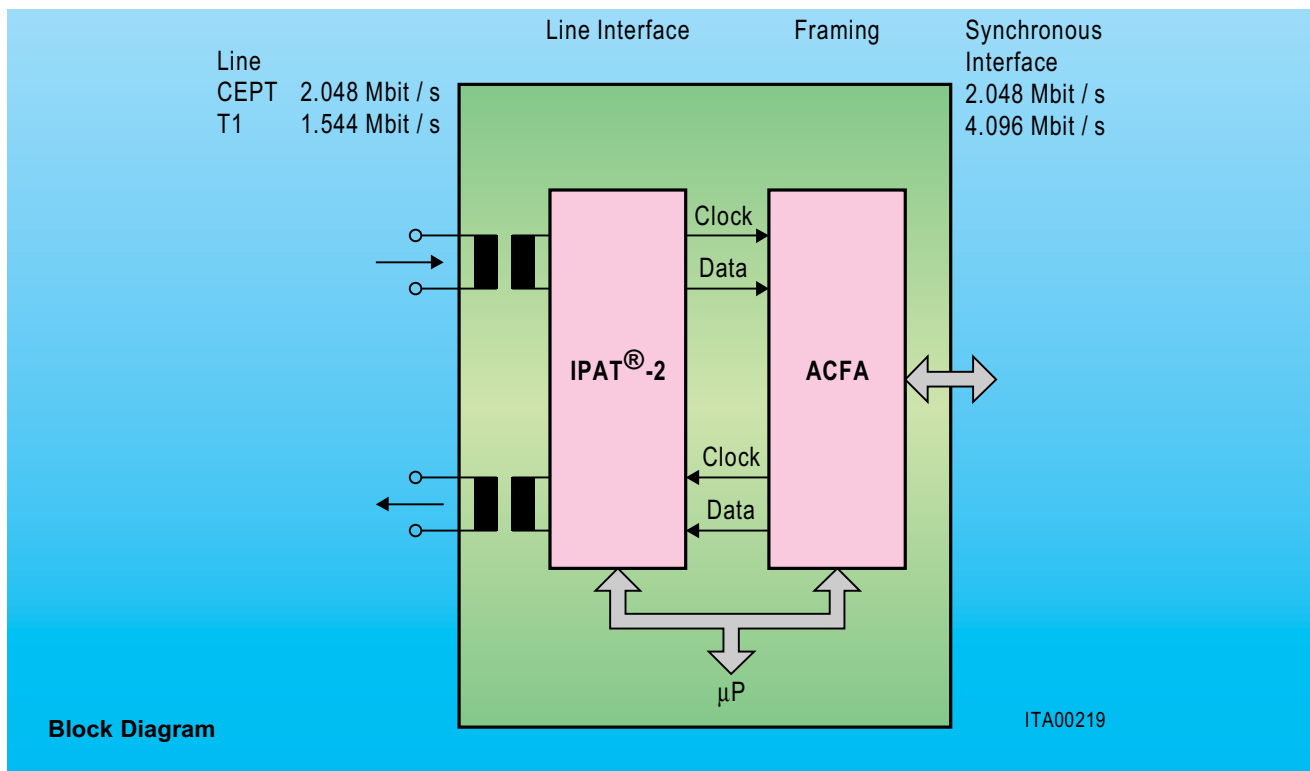 Line Interface
Framing
Synchronous
Interface
2.048 Mbit / s
4.096 Mbit / s
Line
CEPT 2.048 Mbit / s
T1 1.544 Mbit / s
Clock
Data
IPAT®-2
ACFA
Clock
Data
µP
Block Diagram
ITA00219